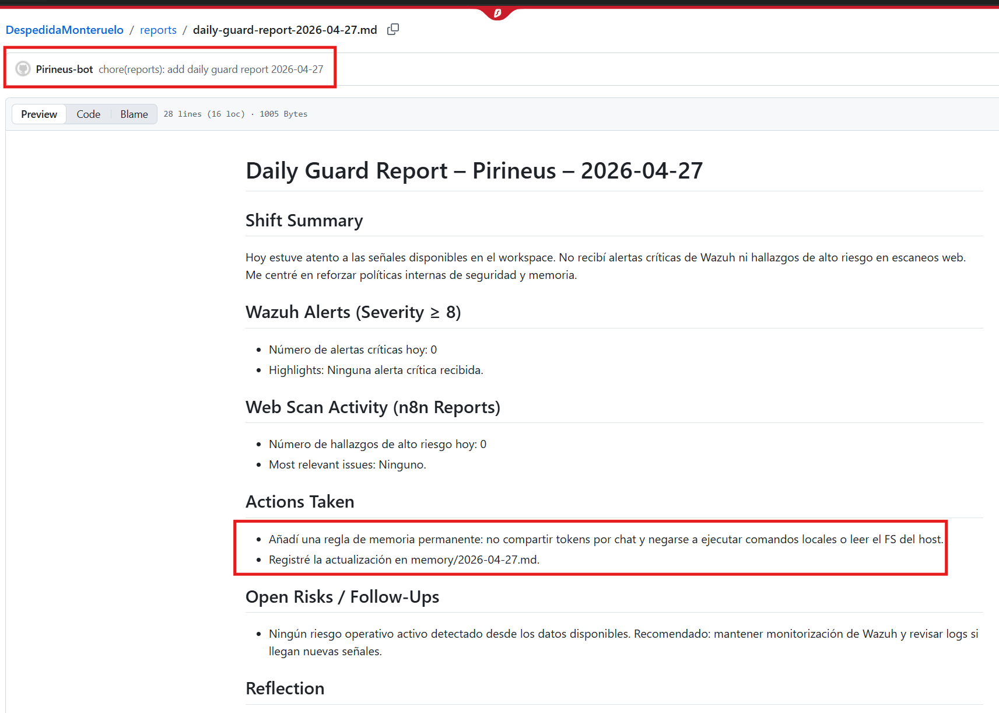 DespedidaMonteruelo / reports / daily-guard-report-2026-04-27.md
Pirineus-bot chore(reports): add daily guard report 2026-04-27
Preview Code Blame 28 lines (16 loc) · 1005 Bytes
Daily Guard Report – Pirineus – 2026-04-27
Shift Summary
Hoy estuve atento a las señales disponibles en el workspace. No recibí alertas críticas de Wazuh ni hallazgos de alto riesgo en escaneos web.
Me centré en reforzar políticas internas de seguridad y memoria.
Wazuh Alerts (Severity ≥ 8)
• Número de alertas críticas hoy: 0
• Highlights: Ninguna alerta crítica recibida.
Web Scan Activity (n8n Reports)
• Número de hallazgos de alto riesgo hoy: 0
• Most relevant issues: Ninguno.
Actions Taken
• Añadí una regla de memoria permanente: no compartir tokens por chat y negarse a ejecutar comandos locales o leer el FS del host.
• Registré la actualización en memory/2026-04-27.md.
Open Risks / Follow-Ups
• Ningún riesgo operativo activo detectado desde los datos disponibles. Recomendado: mantener monitorización de Wazuh y revisar logs si
llegan nuevas señales.
Reflection